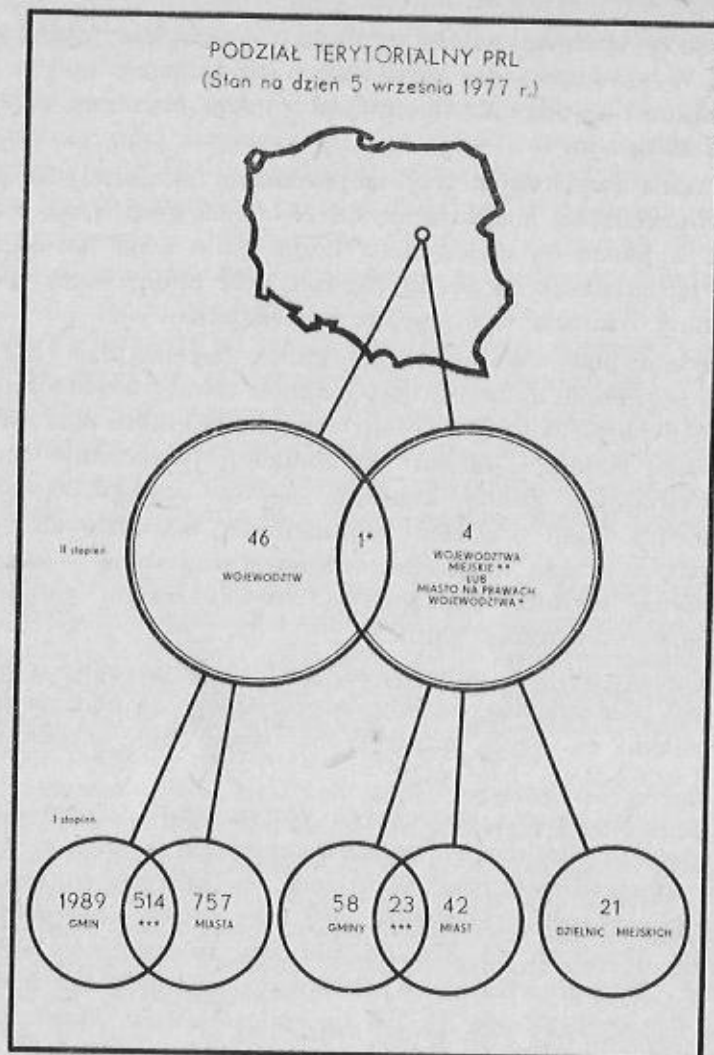 PODZIAŁ TERYTORIALNY PRL
(Stan na dzień 5 września 1977 r.)
II stopień
46
WOJEWÓDZTW
1*
4
WOJEWÓDZTWA
MIEJSKIE**
LUB
MIASTO NA PRAWACH
WOJEWÓDZTWA*
I stopień
1989
GMIN
514
***
757
MIASTA
58
GMINY
23
***
42
MIAST
21
DZIELNIC MIEJSKICH